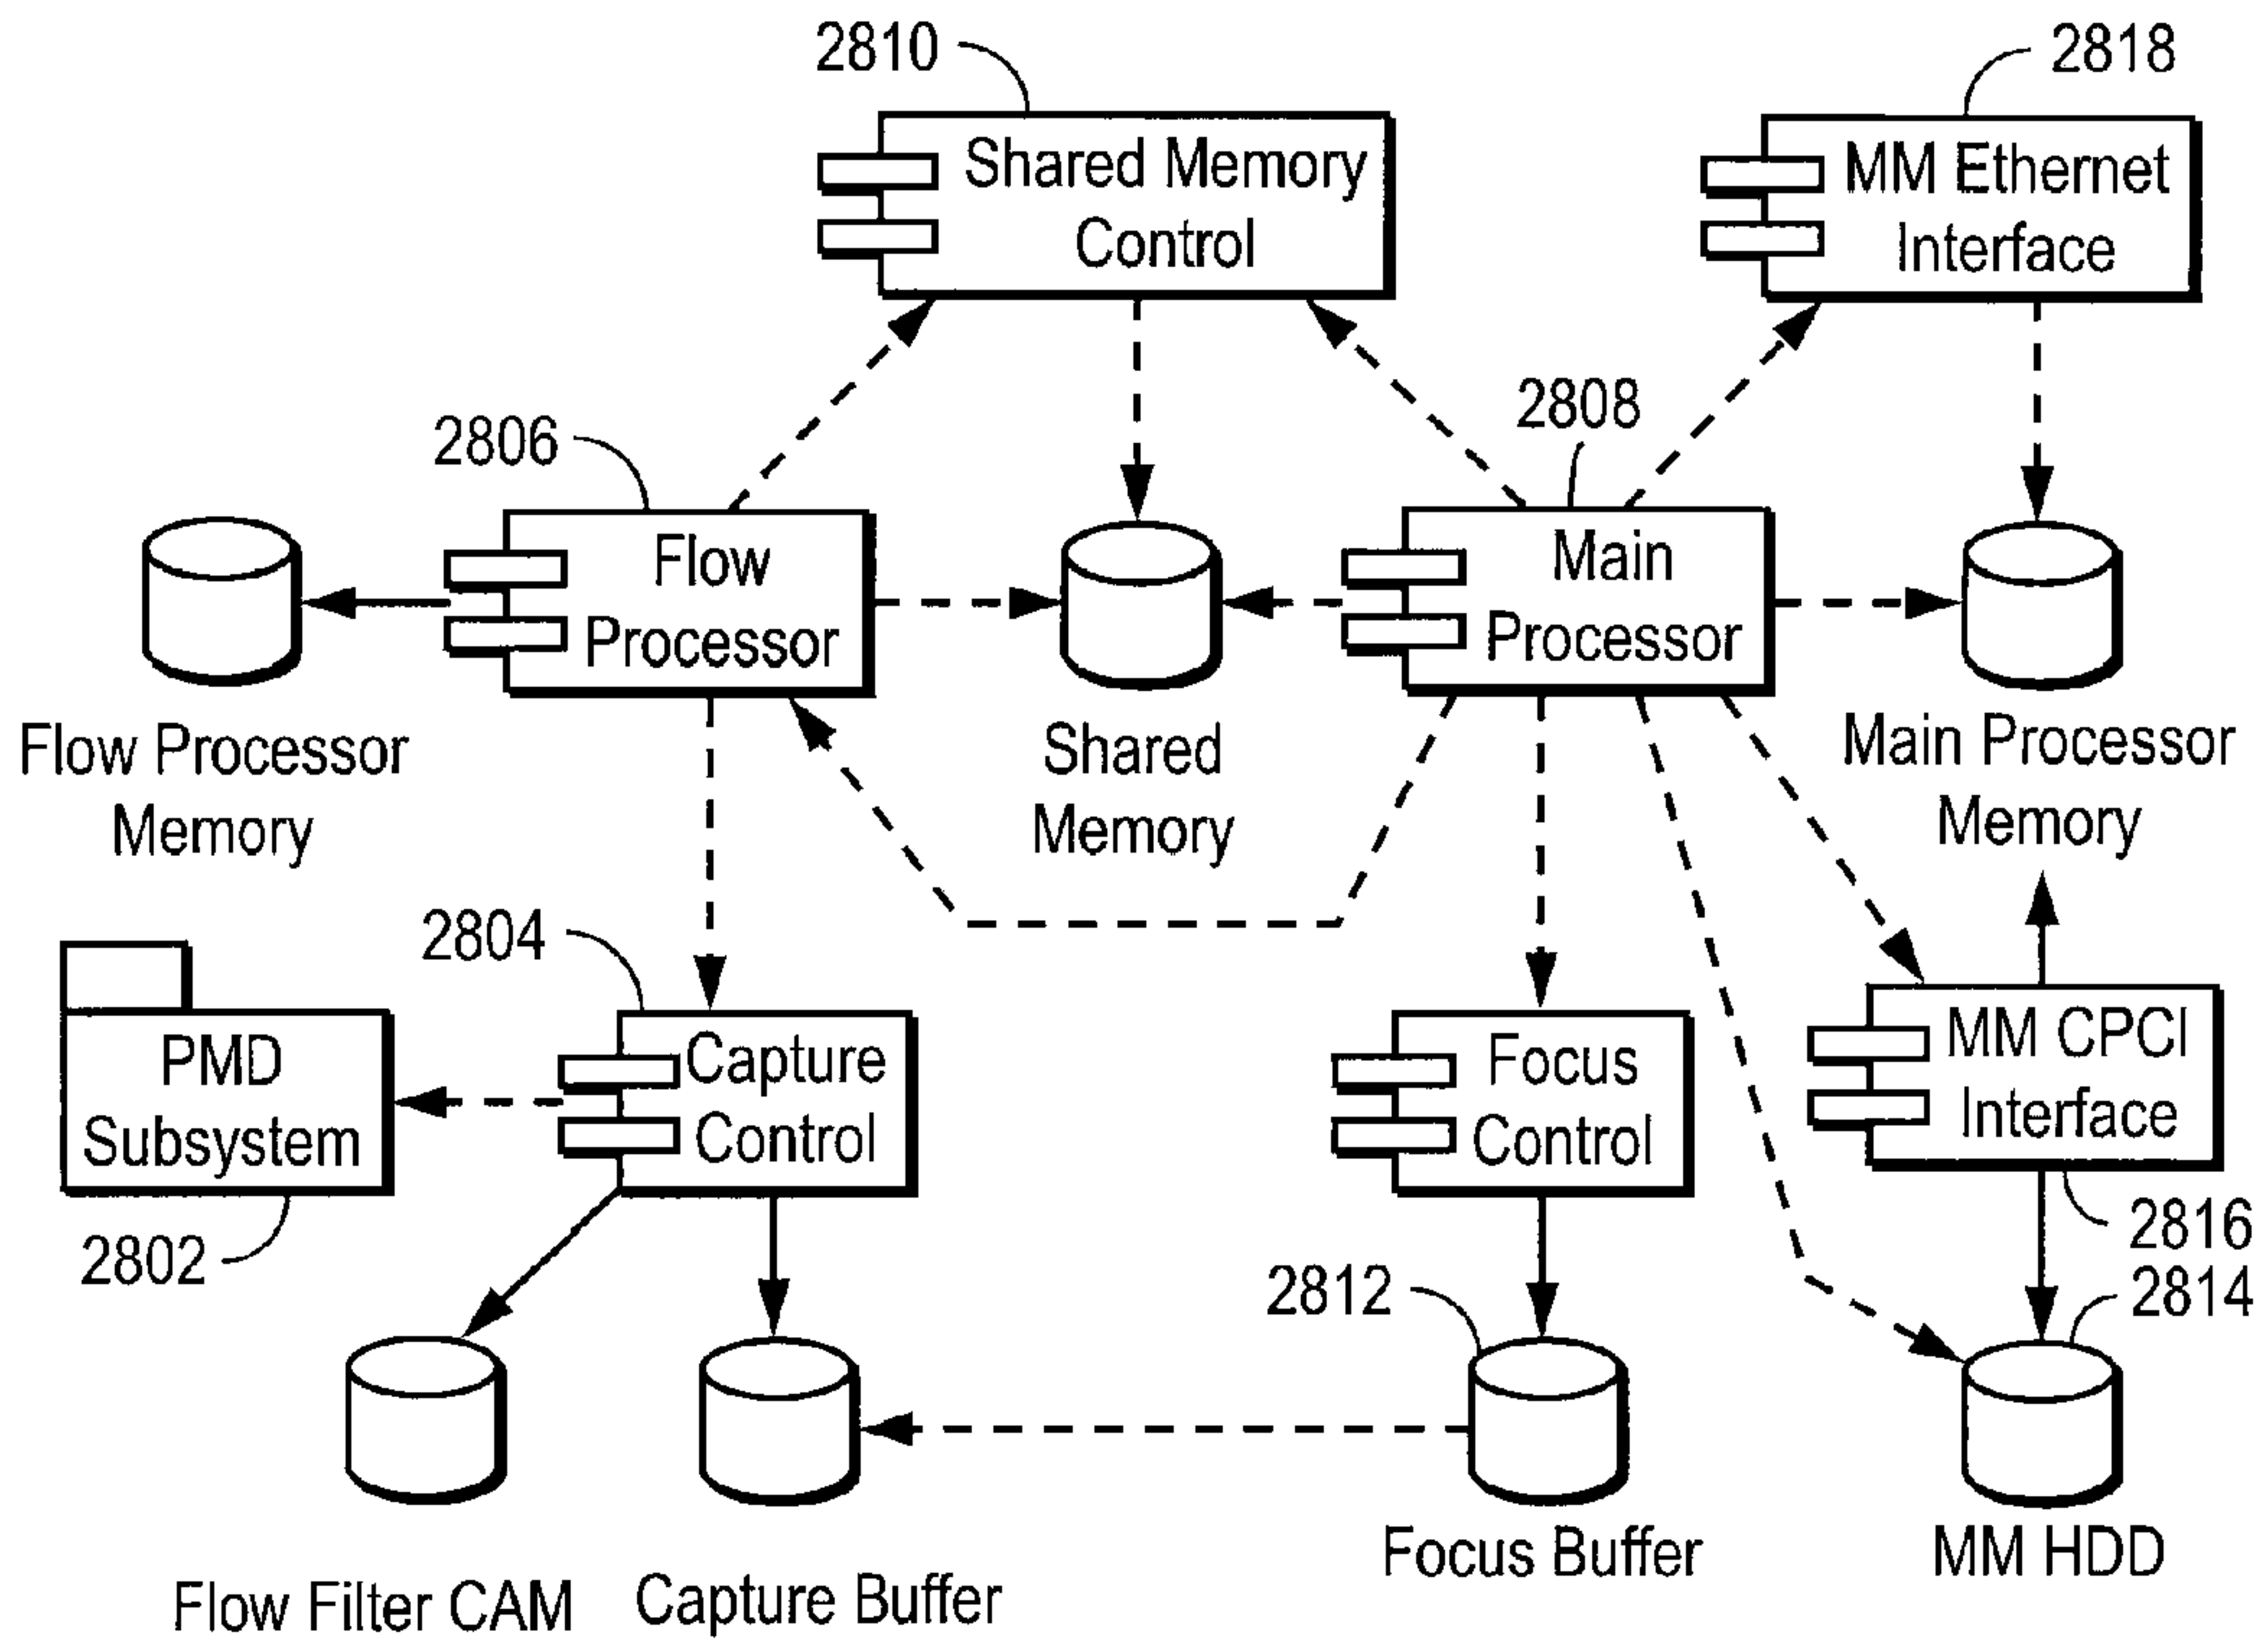 2810
2818
Shared Memory
Control
MM Ethernet
Interface
2806
2808
Flow
Processor
Main
Processor
Flow Processor
Memory
Shared
Memory
Main Processor
Memory
2804
PMD
Subsystem
Capture
Control
Focus
Control
MM CPCI
Interface
2802
2816
2812
2814
Focus Buffer
MM HDD
Flow Filter CAM
Capture Buffer